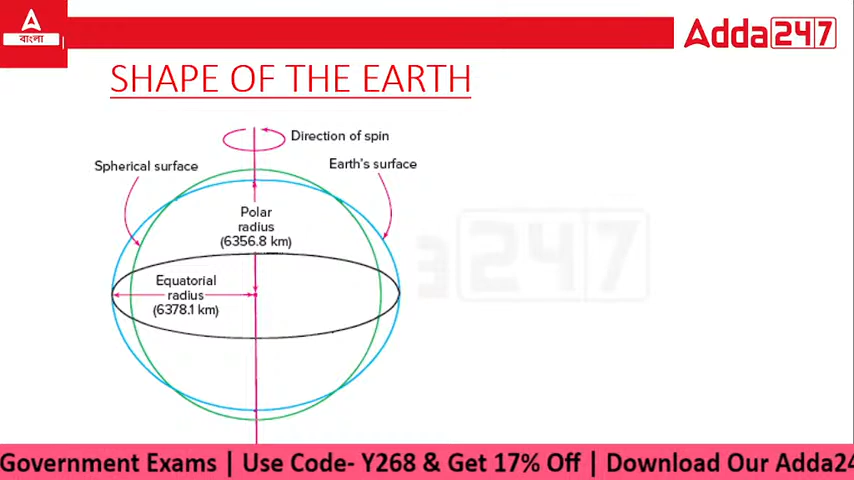 বাংলা
Adda247
SHAPE OF THE EARTH
Direction of spin
Spherical surface
Earth's surface
Polar
radius
(6356.8 km)
Equatorial
radius
(6378.1 km)
247
Government Exams | Use Code- Y268 & Get 17% Off | Download Our Adda24